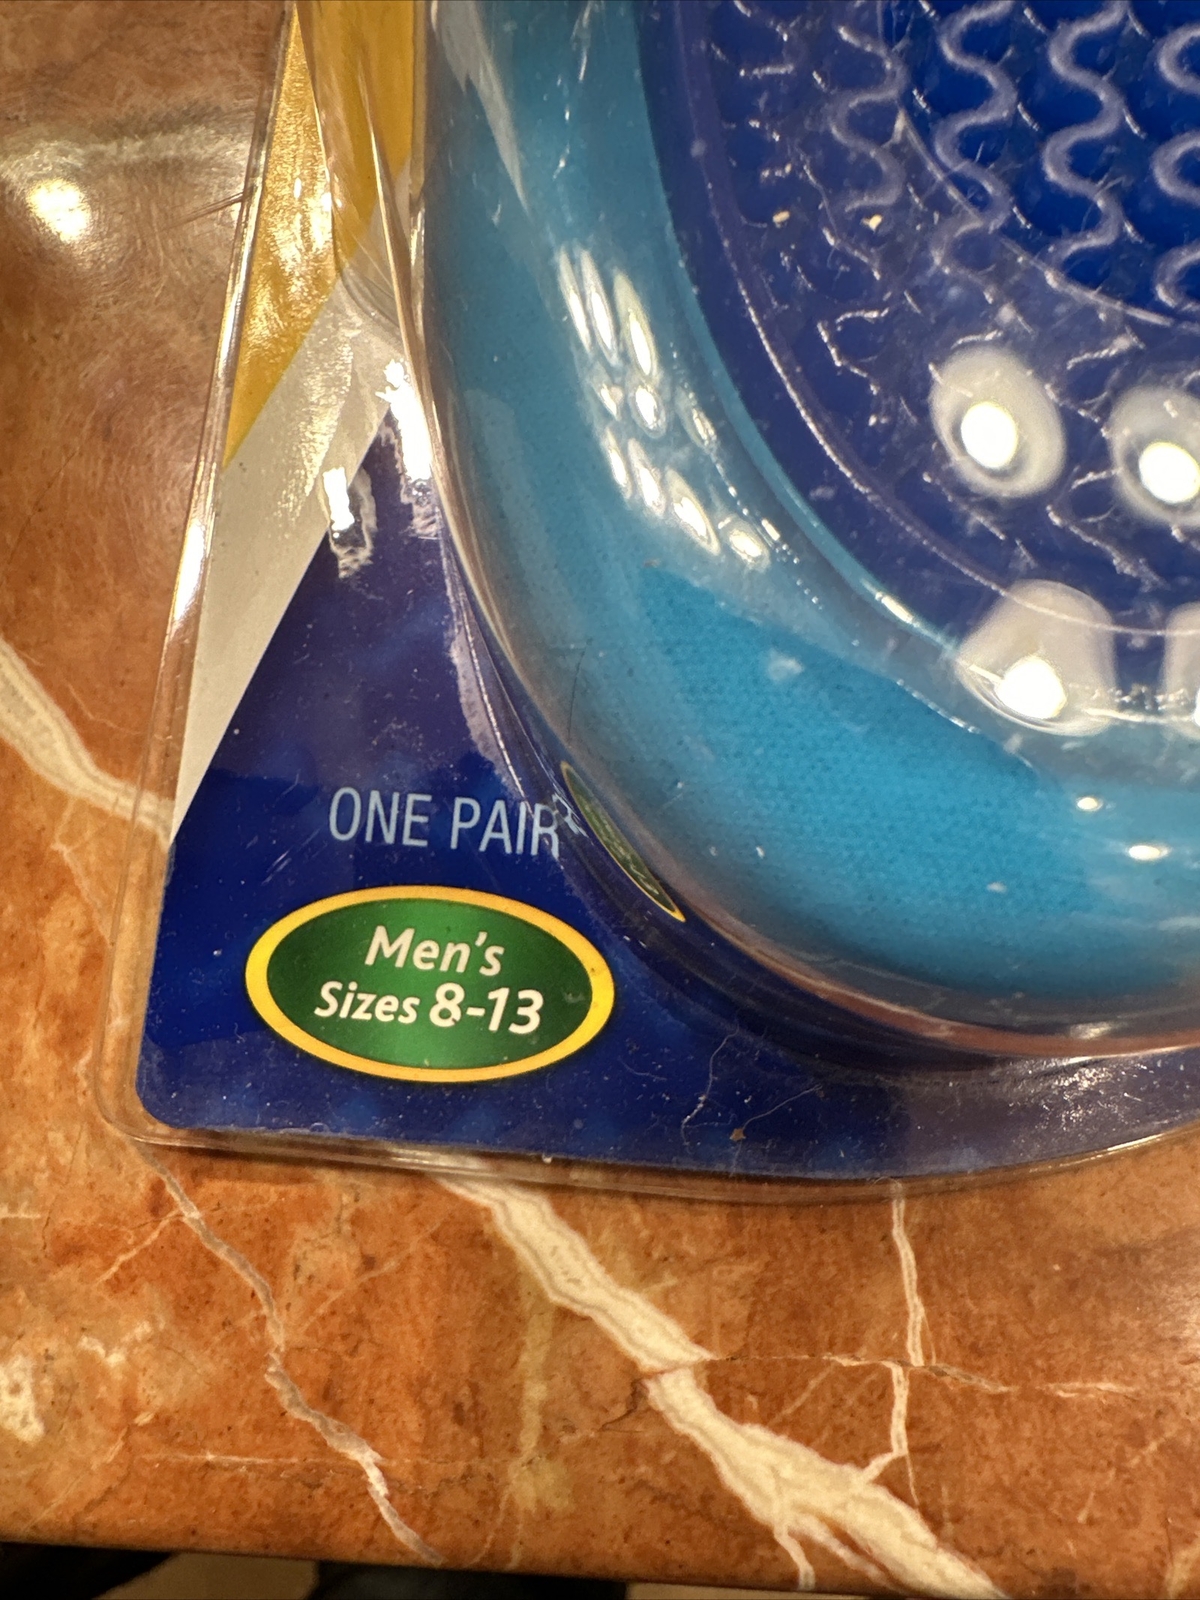 ONE PAIR
Men's
Sizes 8-13